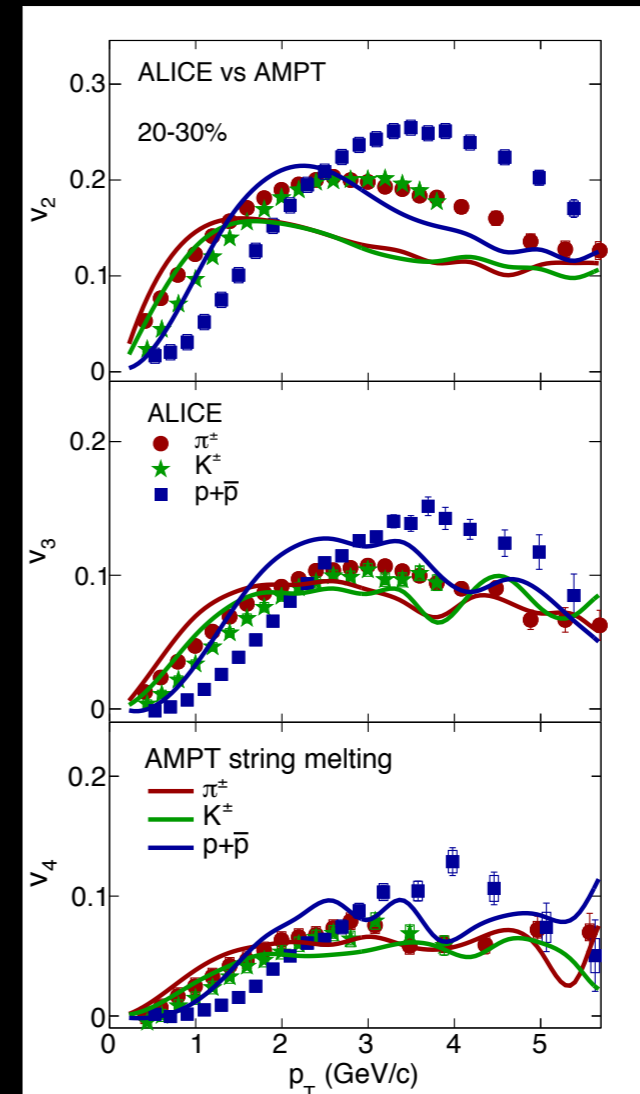 ALICE vs AMPT
20-30%
0.3
0.2
0.1
0
v₂
ALICE
π±
K±
p+p̅
0.2
0.1
0
v₃
AMPT string melting
π±
K±
p+p̅
0.2
0.1
0
v₄
0 1 2 3 4 5
p_T (GeV/c)